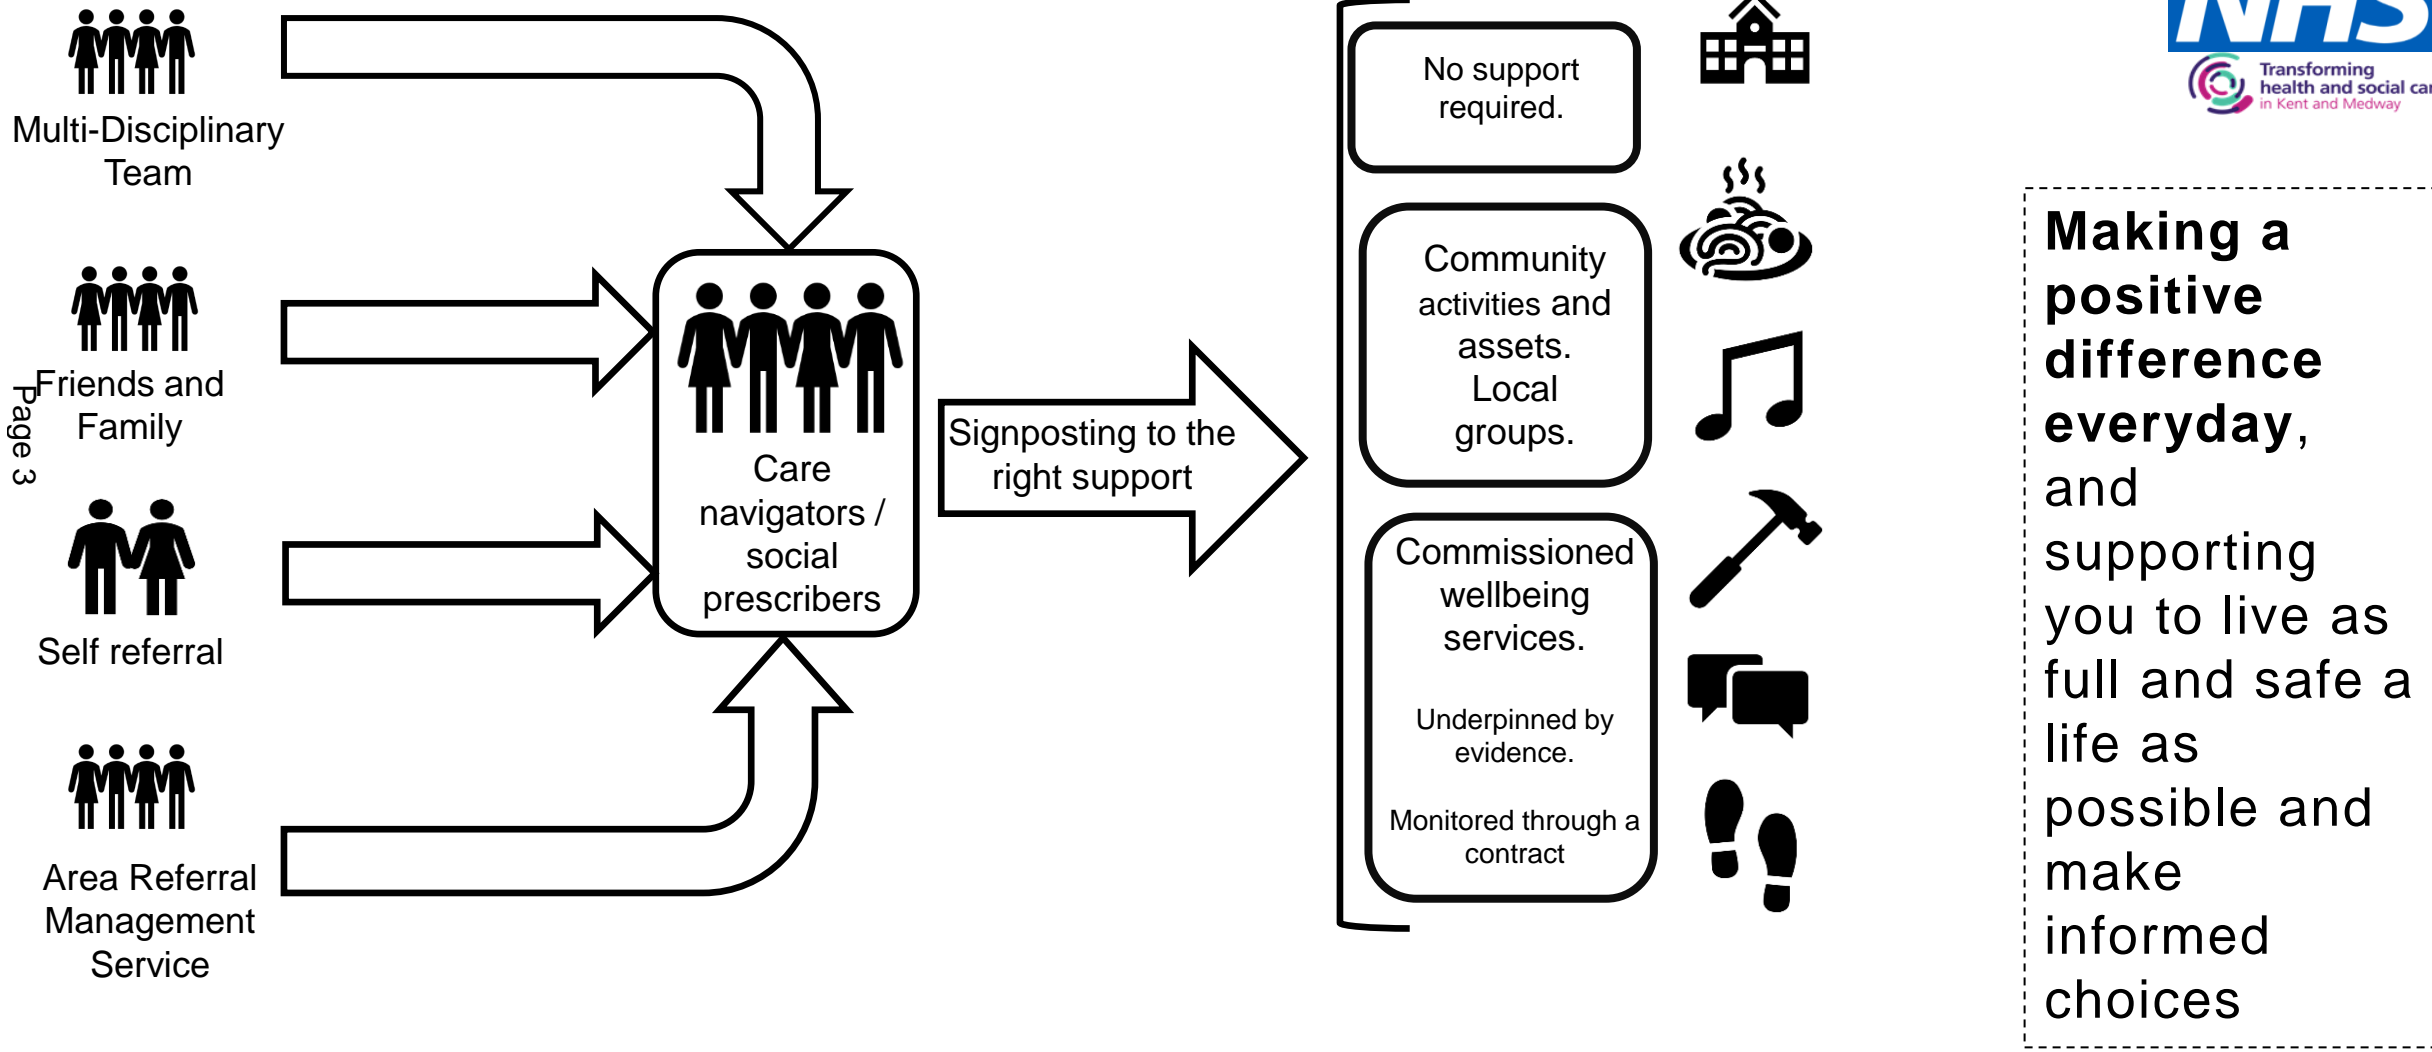 Multi-Disciplinary
Team
Friends and
Family
Page 3
Self referral
Area Referral
Management
Service
Care
navigators /
social
prescribers
Signposting to the
right support
No support
required.
Community
activities and
assets.
Local
groups.
Commissioned
wellbeing
services.
Underpinned by
evidence.
Monitored through a
contract
NHS
Transforming
health and social car
in Kent and Medway
Making a
positive
difference
everyday,
and
supporting
you to live as
full and safe a
life as
possible and
make
informed
choices